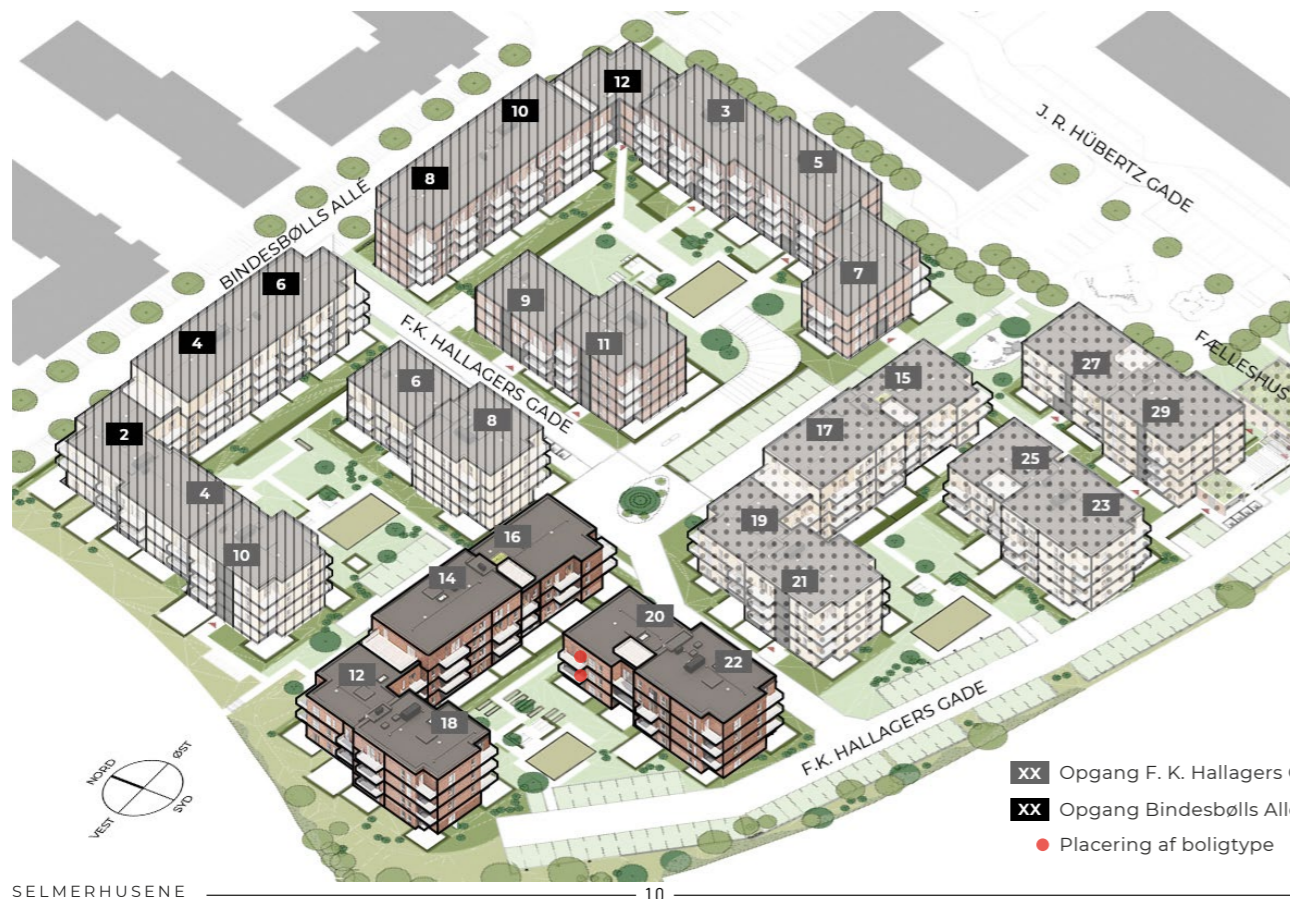 12
10
3
8
5
J. R. HÜBERTZ GADE
BINDESBØLLS ALLÉ
6
4
2
4
10
F.K. HALLAGERS GADE
9
11
7
6
8
15
17
27
29
FÆLLESHUS
25
23
19
21
16
14
20
22
12
18
F.K. HALLAGERS GADE
NORD
ØST
VEST
SYD
XX Opgang F. K. Hallagers
XX Opgang Bindesbølls Allé
Placering af boligtype
SELMERHUSENE
10